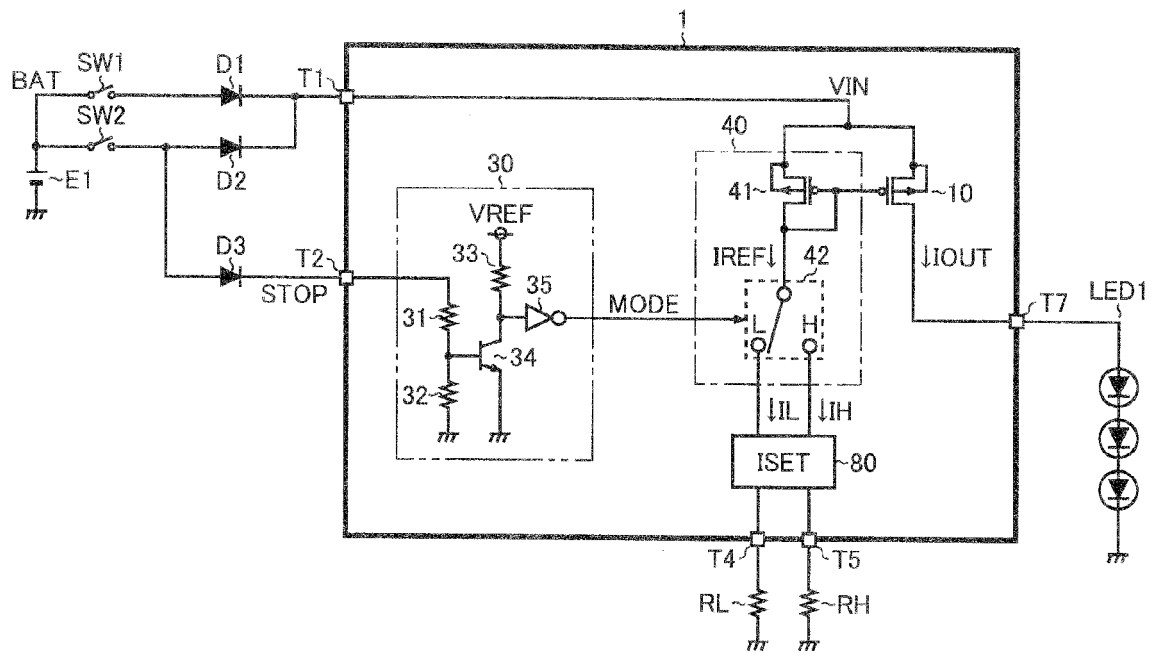 1
BAT
SW1
D1
T1
VIN
SW2
D2
E1
40
30
VREF
41
10
33
IREF↓
42
↓IOUT
D3
T2
STOP
35
MODE
L
H
T7
LED1
31
34
32
↓IL
↓IH
ISET
80
T4
T5
RL
RH